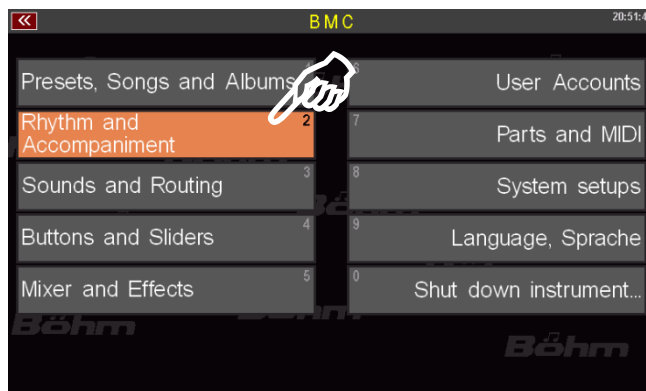 BMC
20:51:4
Presets, Songs and Albums
Rhythm and
Accompaniment
2
Sounds and Routing
3
Buttons and Sliders
4
Mixer and Effects
5
6
User Accounts
7
Parts and MIDI
8
System setups
9
Language, Sprache
0
Shut down instrument...
Böhm
Böhm